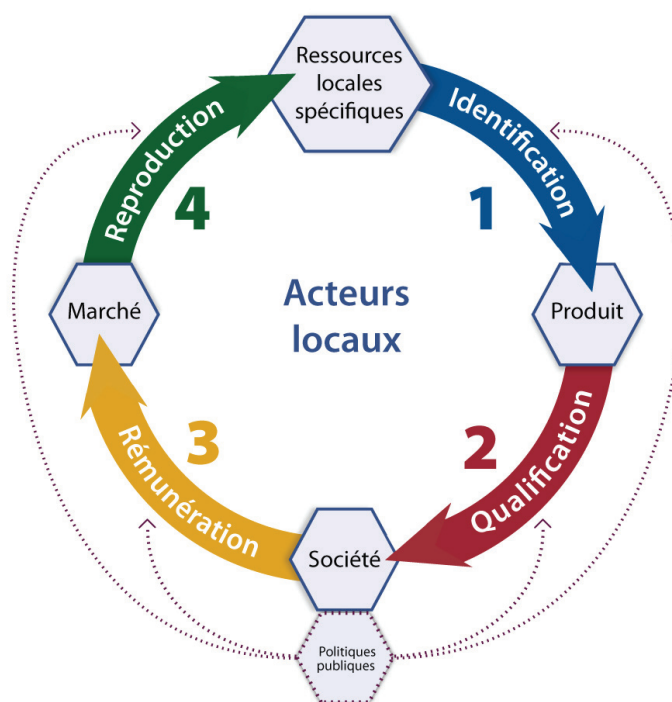 Ressources
locales
spécifiques
Identification
1
Produit
Qualification
2
Société
Rémunération
3
Marché
Reproduction
4
Acteurs
locaux
Politiques
publiques